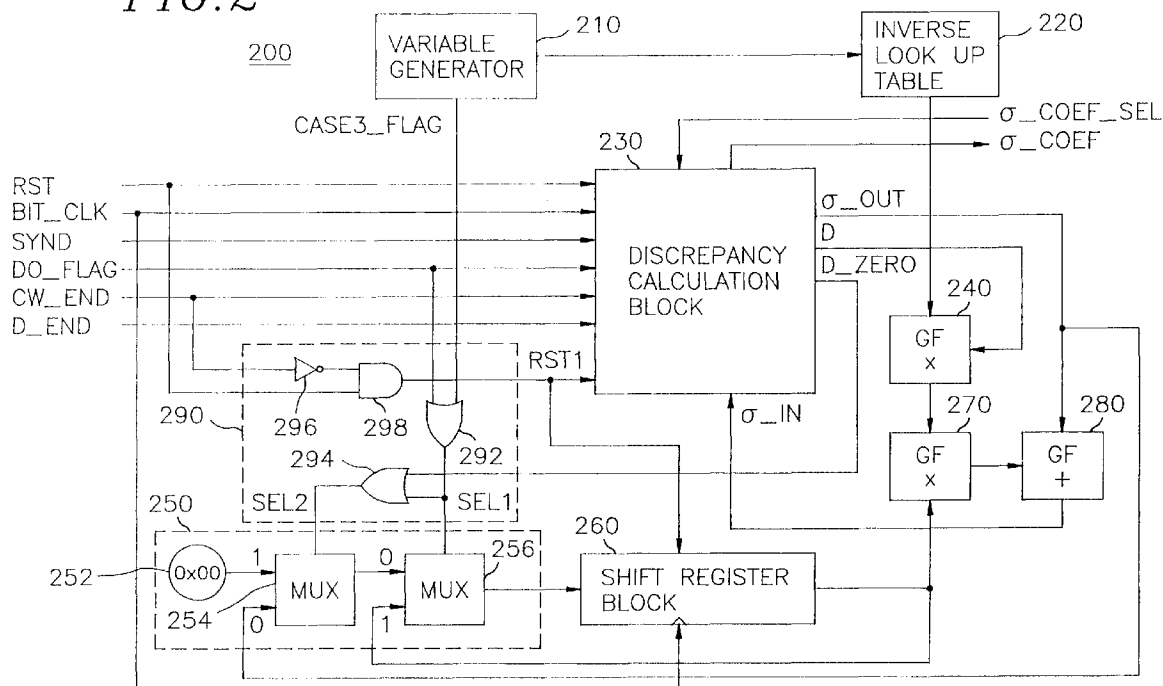 FIG.2
200
VARIABLE
GENERATOR
210
INVERSE
LOOK UP
TABLE
220
CASE3_FLAG
σ_COEF_SEL
σ_COEF
230
RST
BIT_CLK
SYND
DO_FLAG
CW_END
D_END
DISCREPANCY
CALCULATION
BLOCK
σ_OUT
D
D_ZERO
240
GF
x
RST1
σ_IN
290
296
298
292
294
SEL2
SEL1
270
GF
x
280
GF
+
250
252
0x00
1
0
254
MUX
0
1
256
MUX
260
SHIFT REGISTER
BLOCK